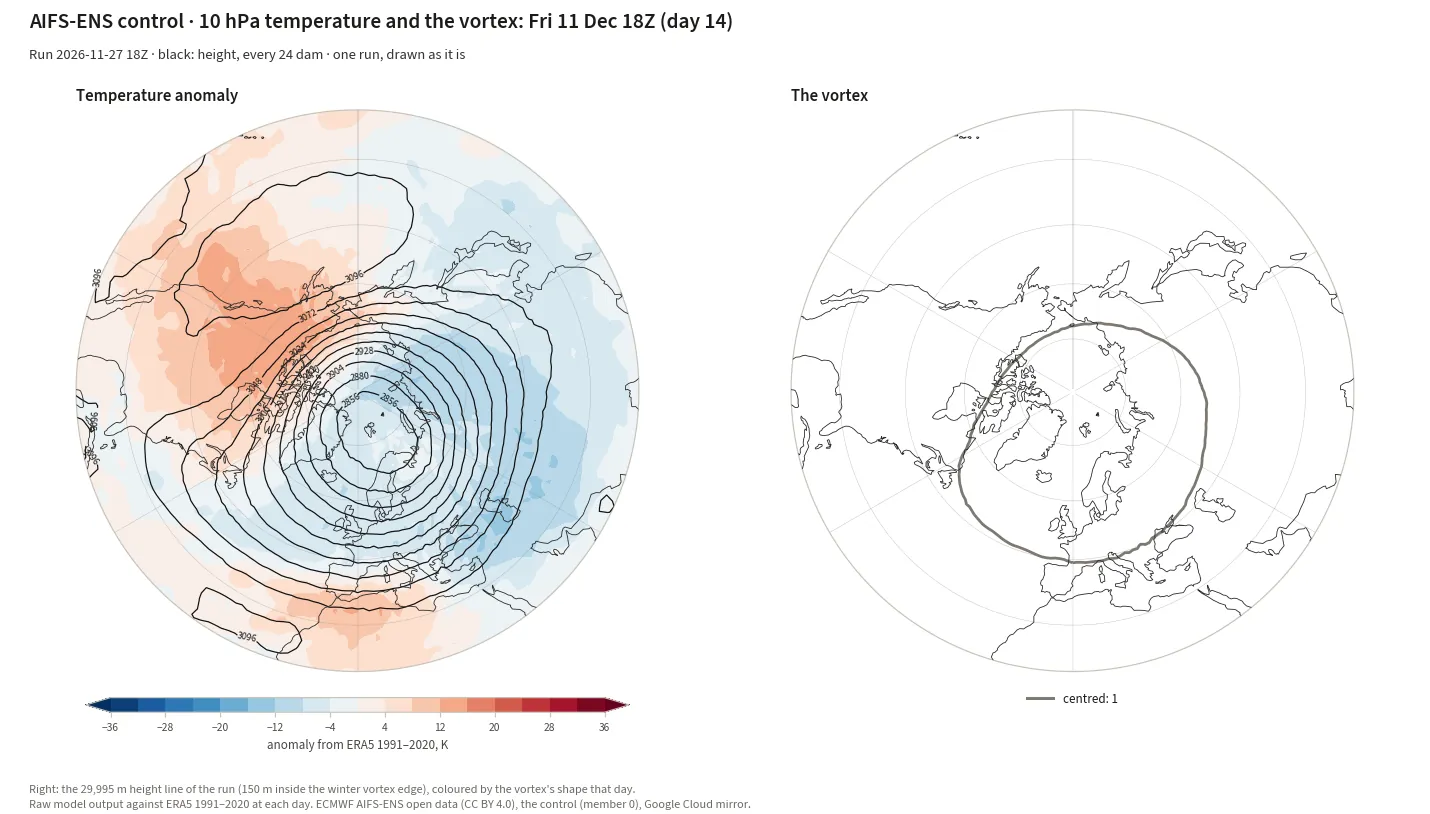 AIFS-ENS control · 10 hPa temperature and the vortex: Fri 11 Dec 18Z (day 14)
Run 2026-11-27 18Z · black: height, every 24 dam · one run, drawn as it is
Temperature anomaly
The vortex
3096
3096
3072
2928
2904
2880
2856
2856
3048
3096
3096
−36 −28 −20 −12 −4 4 12 20 28 36
anomaly from ERA5 1991–2020, K
centred: 1
Right: the 29,995 m height line of the run (150 m inside the winter vortex edge), coloured by the vortex's shape that day.
Raw model output against ERA5 1991–2020 at each day. ECMWF AIFS-ENS open data (CC BY 4.0), the control (member 0), Google Cloud mirror.